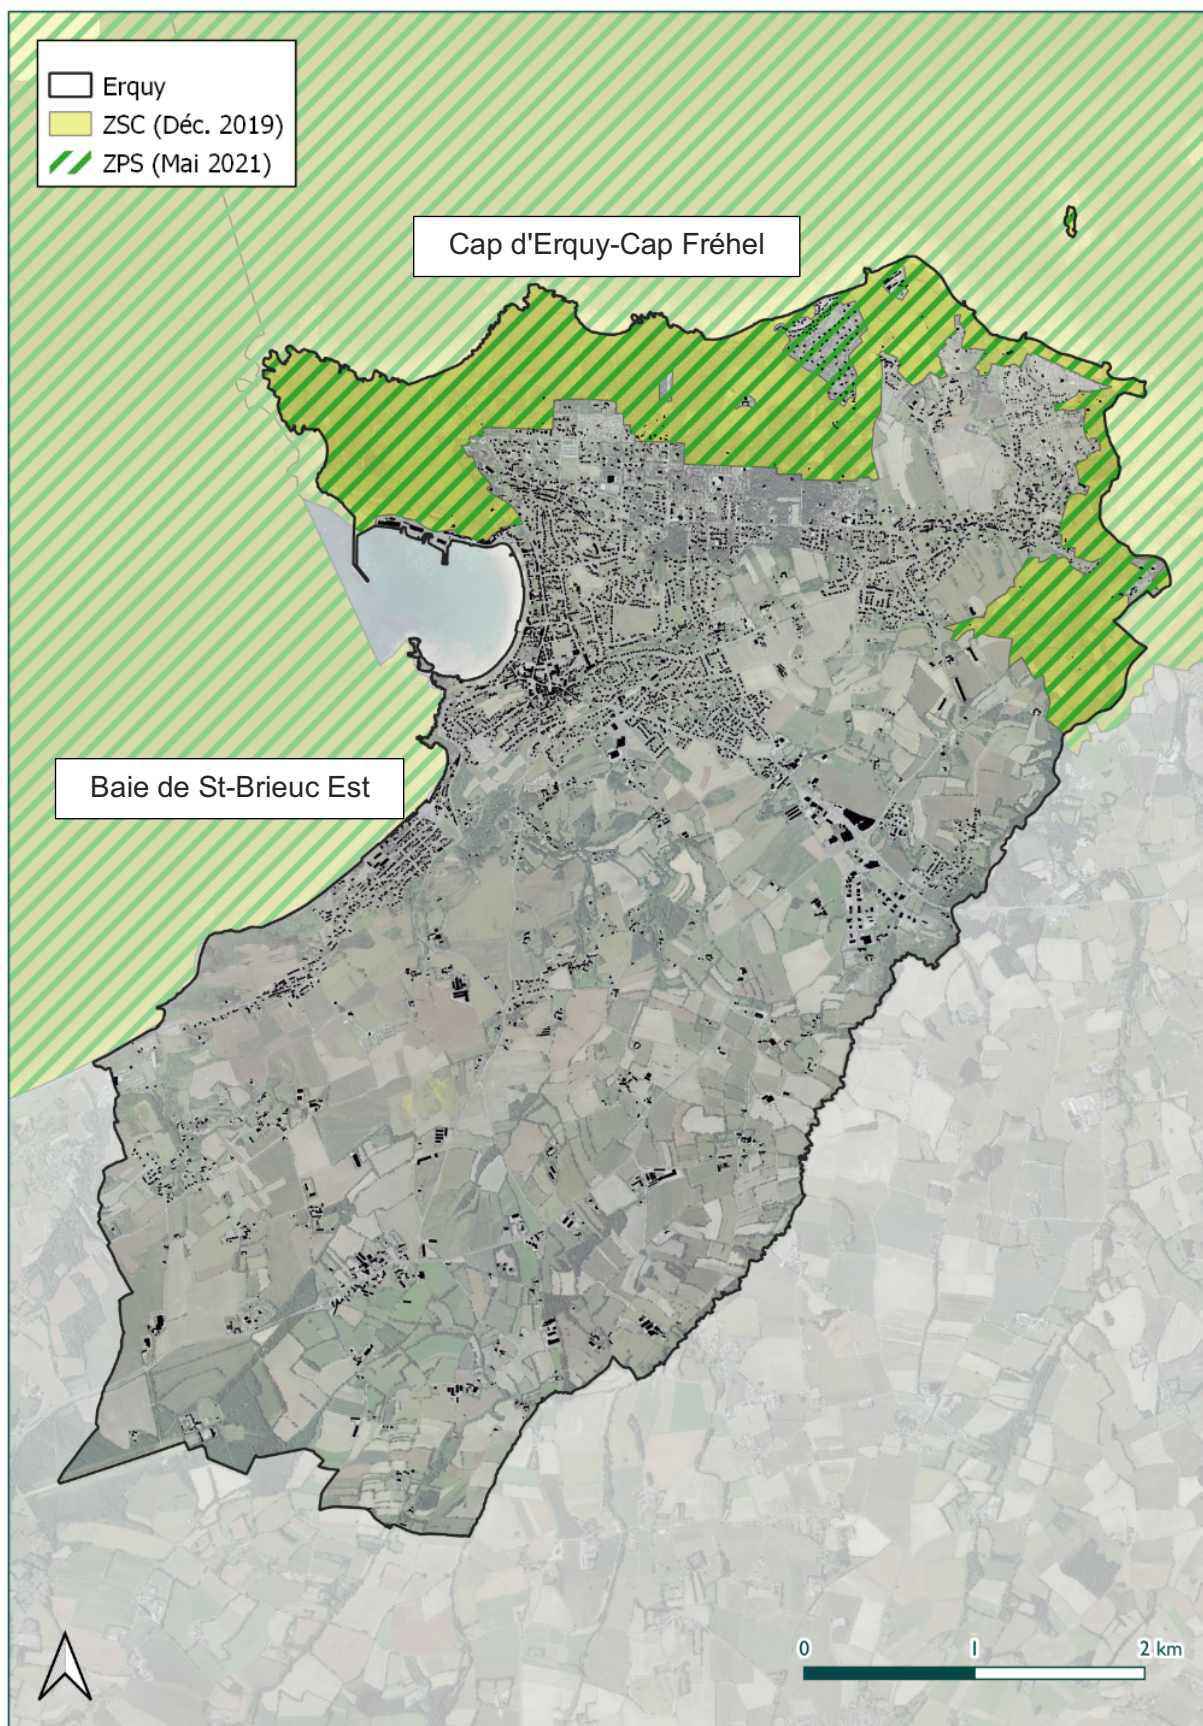 Erquy
ZSC (Déc. 2019)
ZPS (Mai 2021)
Cap d'Erquy-Cap Fréhel
Baie de St-Brieuc Est
0 1 2 km